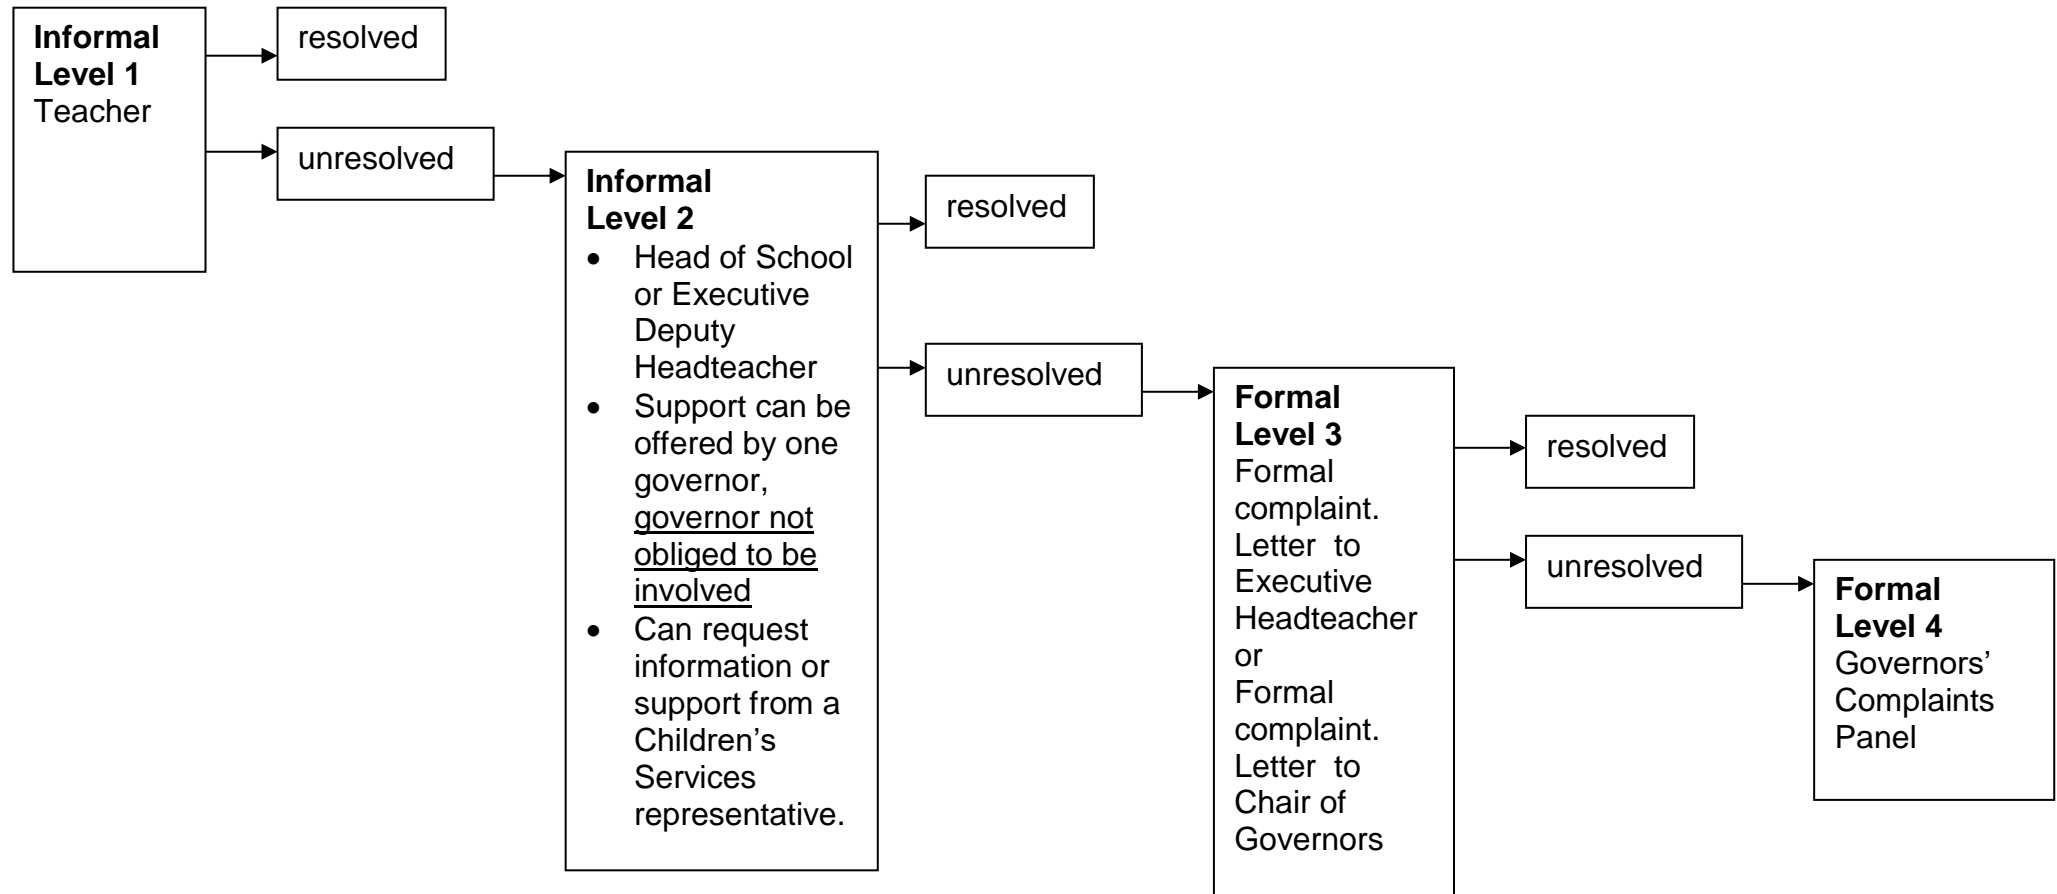 Informal
Level 1
Teacher
resolved
unresolved
Informal
Level 2
• Head of School
or Executive
Deputy
Headteacher
• Support can be
offered by one
governor,
governor not
obliged to be
involved
• Can request
information or
support from a
Children’s
Services
representative.
resolved
unresolved
Formal
Level 3
Formal
complaint.
Letter to
Executive
Headteacher
or
Formal
complaint.
Letter to
Chair of
Governors
resolved
unresolved
Formal
Level 4
Governors’
Complaints
Panel